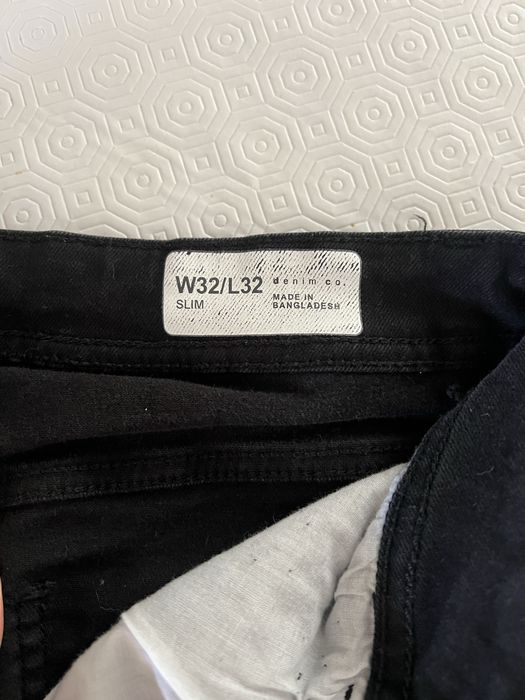 W32/L32 denim co.
SLIM MADE IN
BANGLADESH